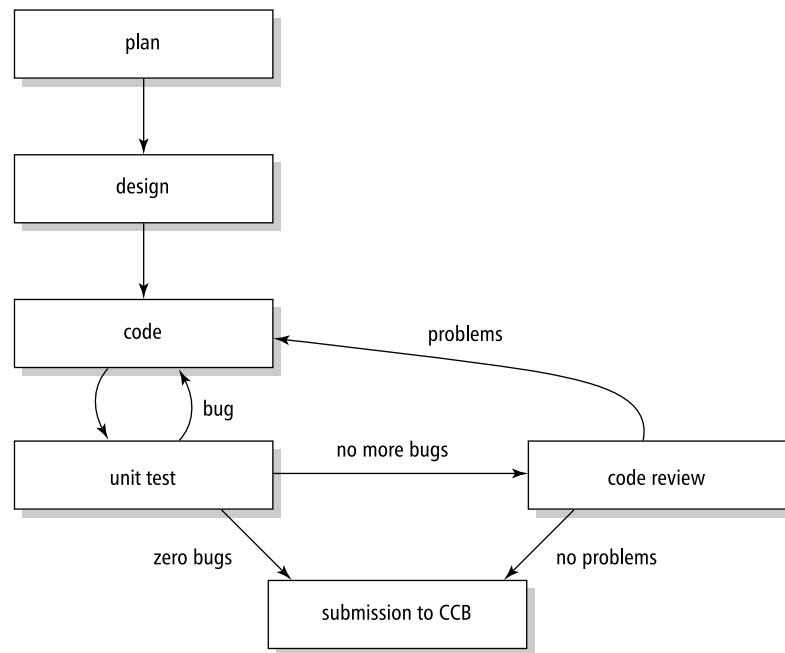 plan
design
code
problems
bug
no more bugs
unit test
code review
zero bugs
no problems
submission to CCB